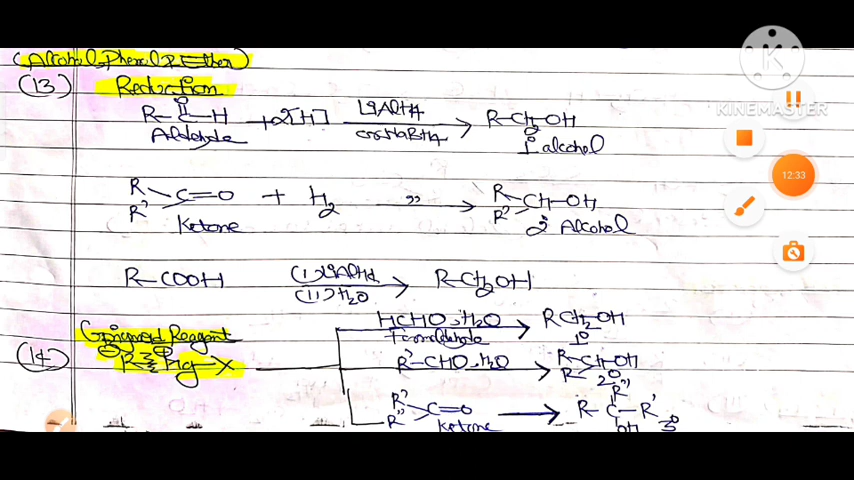 (Alcohol, Phenol & Ether)
(13) Reduction
O
R-C-H + 2[H] LiAlH4 R-CH2-OH
Aldehyde or NaBH4 1° alcohol
R C=O + H2 ,, R CH-OH
R' R'
Ketone 2° Alcohol
R-COOH (i) LiAlH4 R-CH2OH
(ii) H2O
Grignard Reagent HCHO, H2O RCH2OH
Formaldehyde 1°
(14) R Mg-X R'-CHO, H2O R-CH-OH
R' 2°
R' C=O R-C-R'
R'' R''
Ketone OH 3°
KINEMASTER
12:33